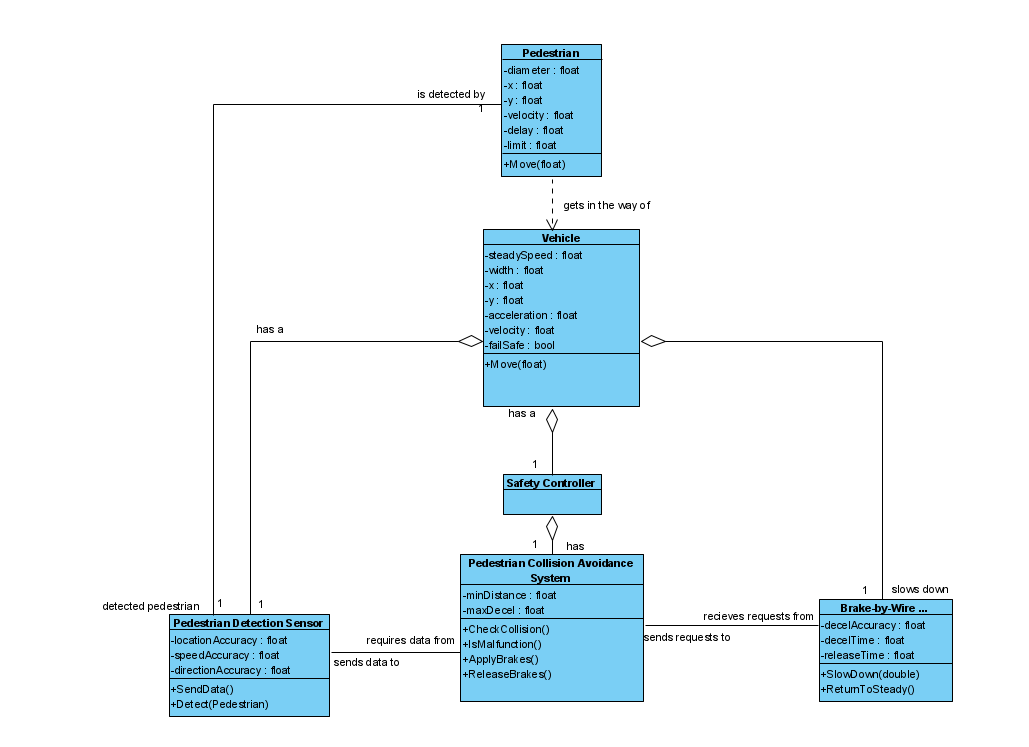 Pedestrian
-diameter : float
-x : float
-y : float
-velocity : float
-delay : float
-limit : float
+Move(float)
is detected by
1
gets in the way of
Vehicle
-steadySpeed : float
-width : float
-x : float
-y : float
-acceleration : float
-velocity : float
-failSafe : bool
+Move(float)
has a
has a
1
Safety Controller
1
has
Pedestrian Collision Avoidance
System
-minDistance : float
-maxDecel : float
+CheckCollision()
+IsMalfunction()
+ApplyBrakes()
+ReleaseBrakes()
detected pedestrian
1
1
Pedestrian Detection Sensor
-locationAccuracy : float
-speedAccuracy : float
-directionAccuracy : float
+SendData()
+Detect(Pedestrian)
requires data from
sends data to
recieves requests from
sends requests to
1
slows down
Brake-by-Wire ...
-decelAccuracy : float
-decelTime : float
-releaseTime : float
+SlowDown(double)
+ReturnToSteady()